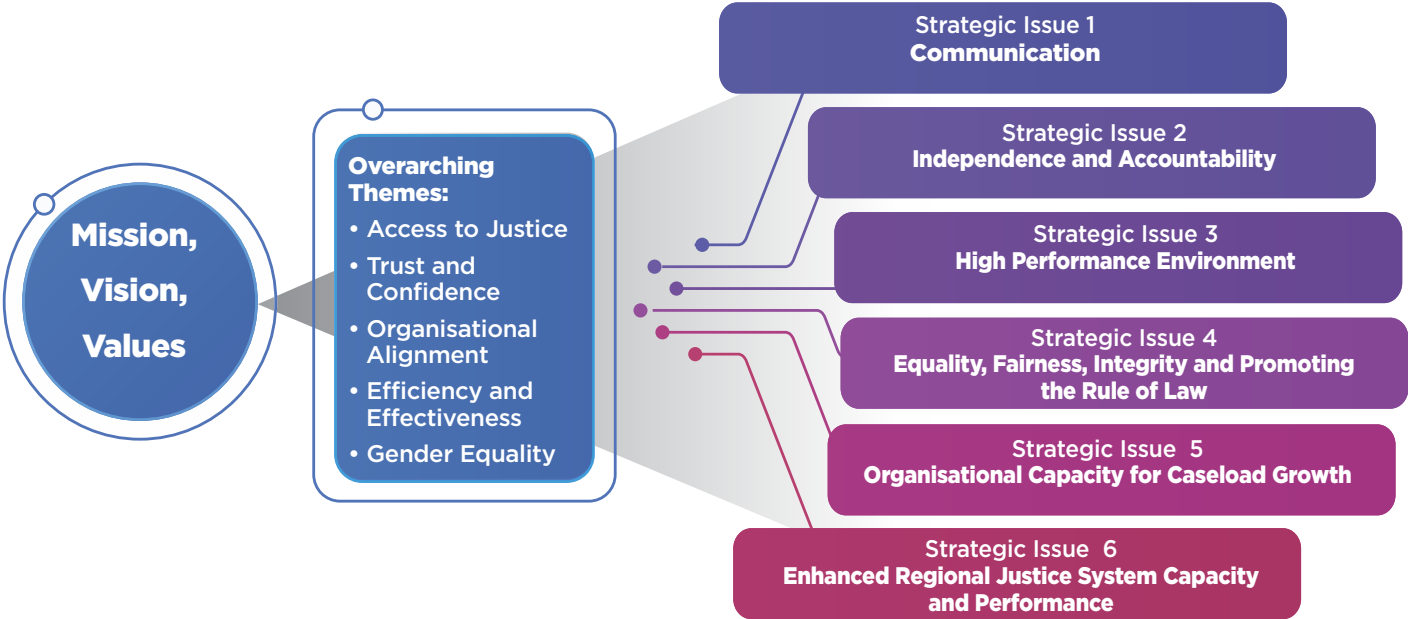 Mission,
Vision,
Values
Overarching
Themes:
• Access to Justice
• Trust and
Confidence
• Organisational
Alignment
• Efficiency and
Effectiveness
• Gender Equality
Strategic Issue 1
Communication
Strategic Issue 2
Independence and Accountability
Strategic Issue 3
High Performance Environment
Strategic Issue 4
Equality, Fairness, Integrity and Promoting
the Rule of Law
Strategic Issue 5
Organisational Capacity for Caseload Growth
Strategic Issue 6
Enhanced Regional Justice System Capacity
and Performance